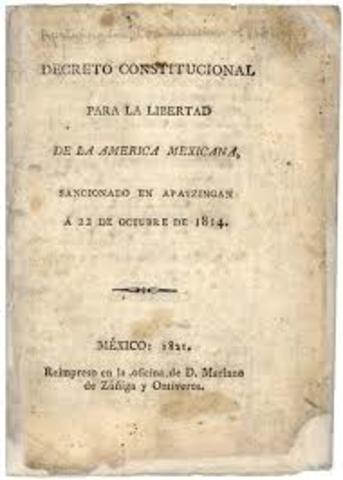 DECRETO CONSTITUCIONAL
PARA LA LIBERTAD
DE LA AMERICA MEXICANA,
SANCIONADO EN APATZINGAN
Á 22 DE OCTUBRE DE 1814.
MÉXICO: 1821.
Reimpreso en la oficina de D. Mariano
de Zúñiga y Ontiveros.